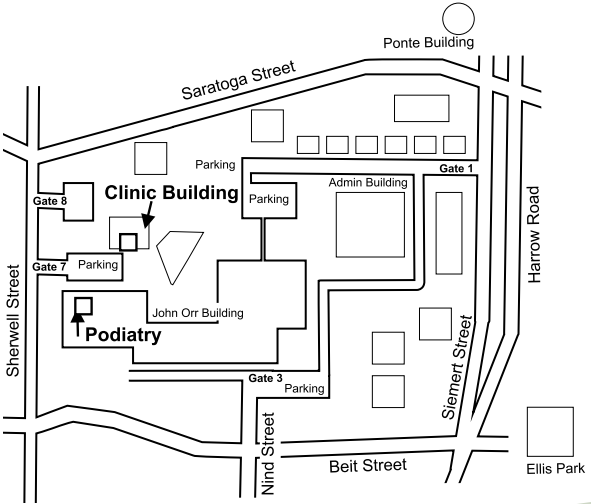 Ponte Building
Saratoga Street
Parking
Gate 1
Admin Building
Parking
Clinic Building
Gate 8
Harrow Road
Gate 7
Parking
Sherwell Street
John Orr Building
Podiatry
Siemert Street
Gate 3
Parking
Nind Street
Beit Street
Ellis Park